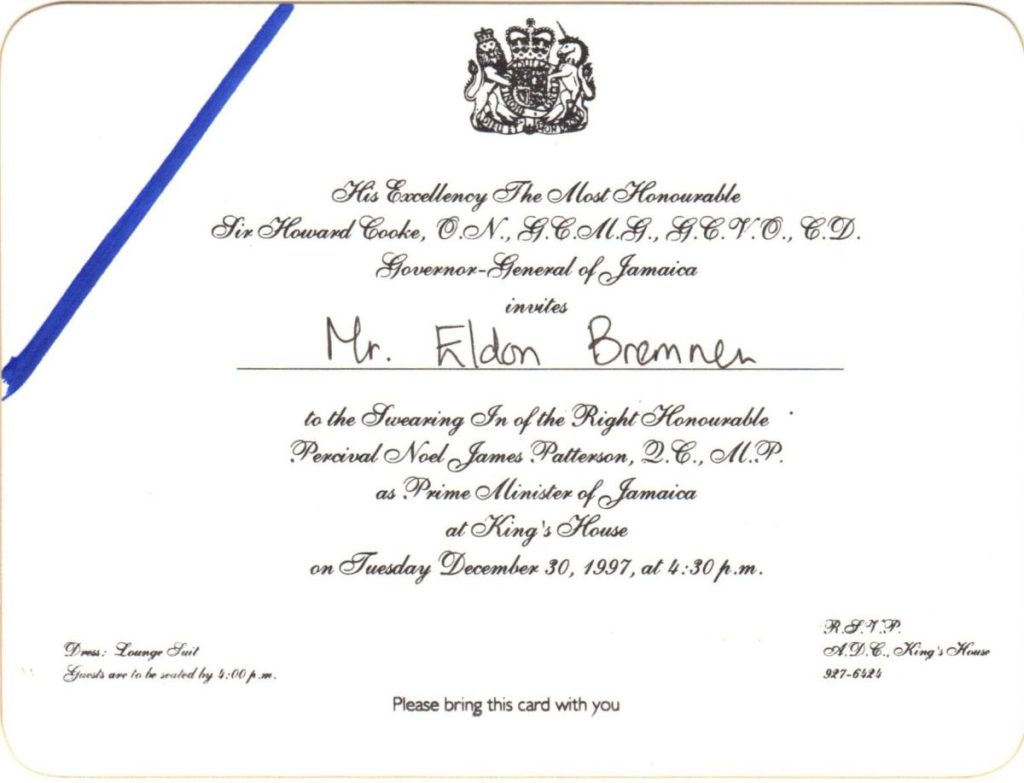 His Excellency The Most Honourable
Sir Howard Cooke, O.N., G.C.M.G., G.C.V.O., C.D.
Governor-General of Jamaica
invites
Mr. Eldon Bremner
to the Swearing In of the Right Honourable
Percival Noel James Patterson, Q.C., M.P.
as Prime Minister of Jamaica
at King's House
on Tuesday December 30, 1997, at 4:30 p.m.
R.S.V.P.
Dress: Lounge Suit
A.D.C., King's House
Guests are to be seated by 4:00 p.m.
927-6424
Please bring this card with you